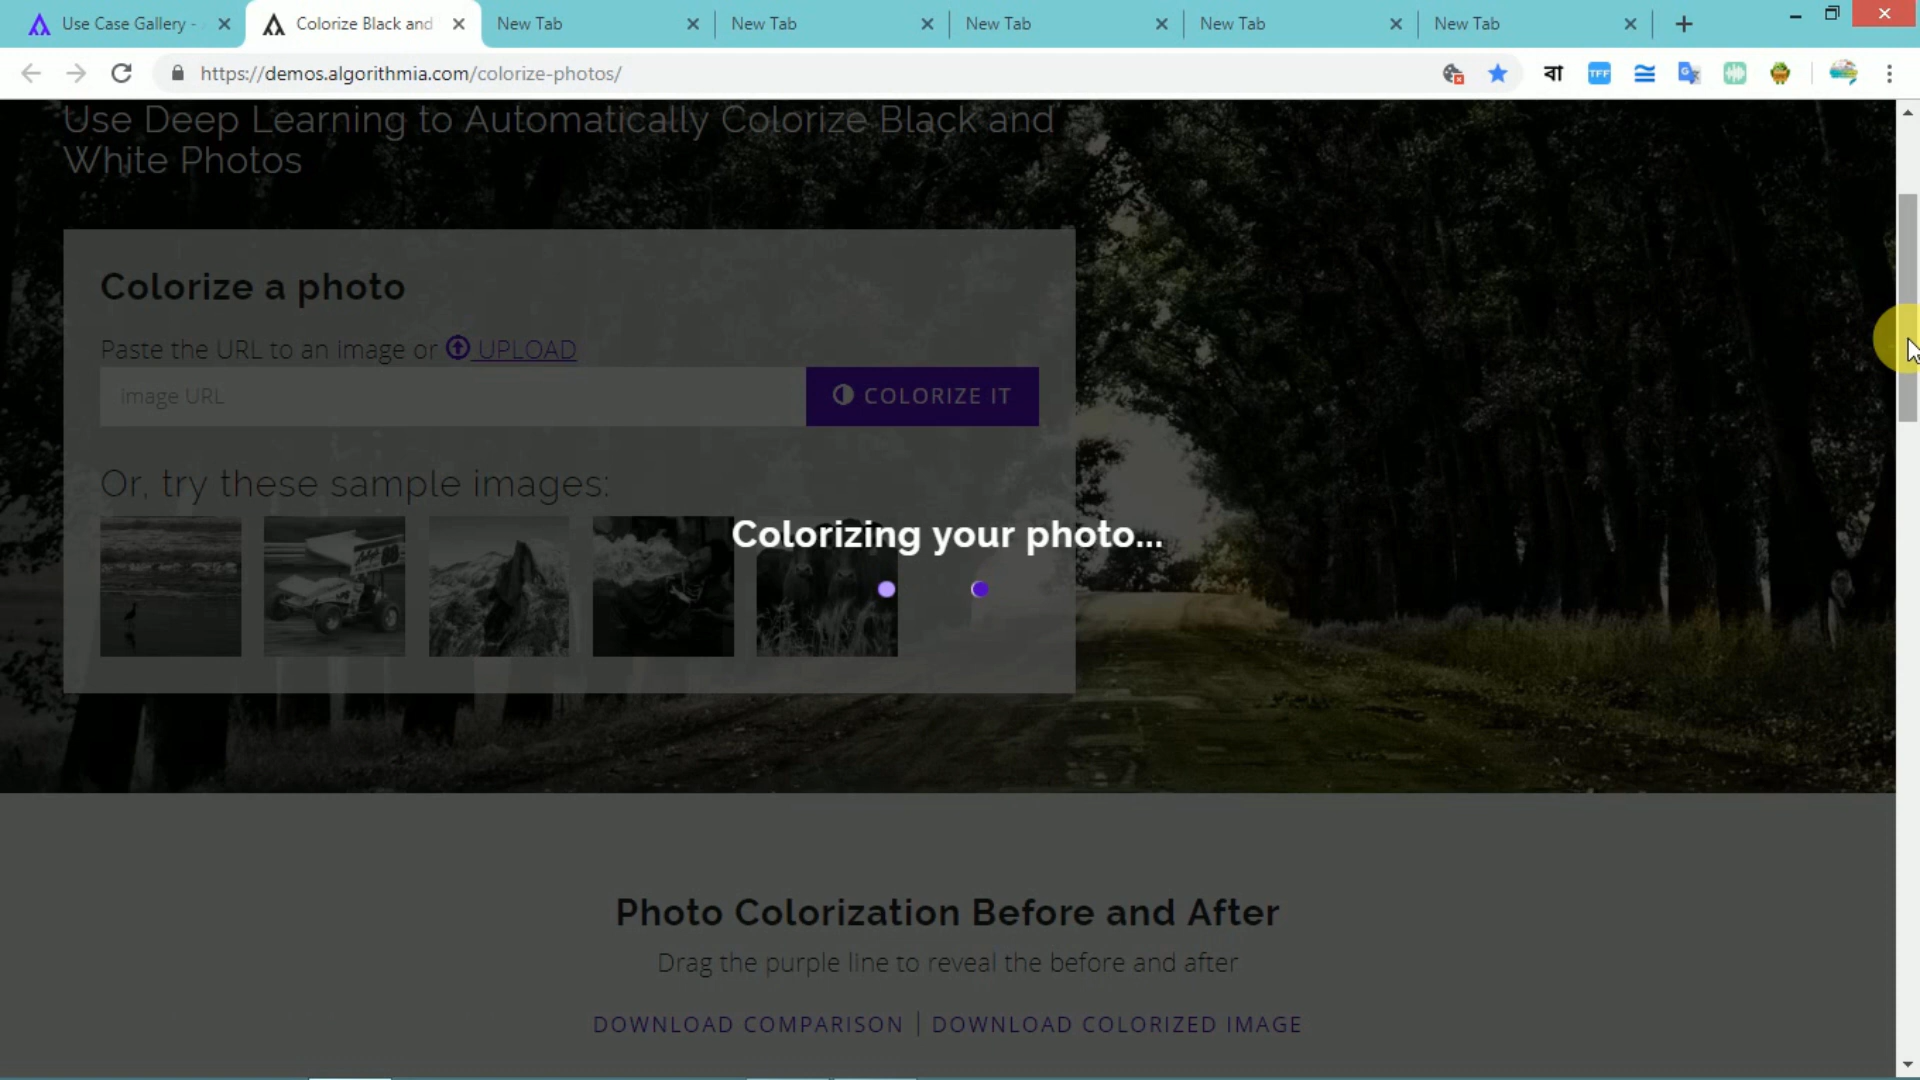 Use Case Gallery -
Colorize Black and
New Tab
New Tab
New Tab
New Tab
New Tab
https://demos.algorithmia.com/colorize-photos/
বা
TFF
Use Deep Learning to Automatically Colorize Black and
White Photos
Colorize a photo
Paste the URL to an image or UPLOAD
image URL
COLORIZE IT
Or, try these sample images:
Colorizing your photo...
Photo Colorization Before and After
Drag the purple line to reveal the before and after
DOWNLOAD COMPARISON | DOWNLOAD COLORIZED IMAGE